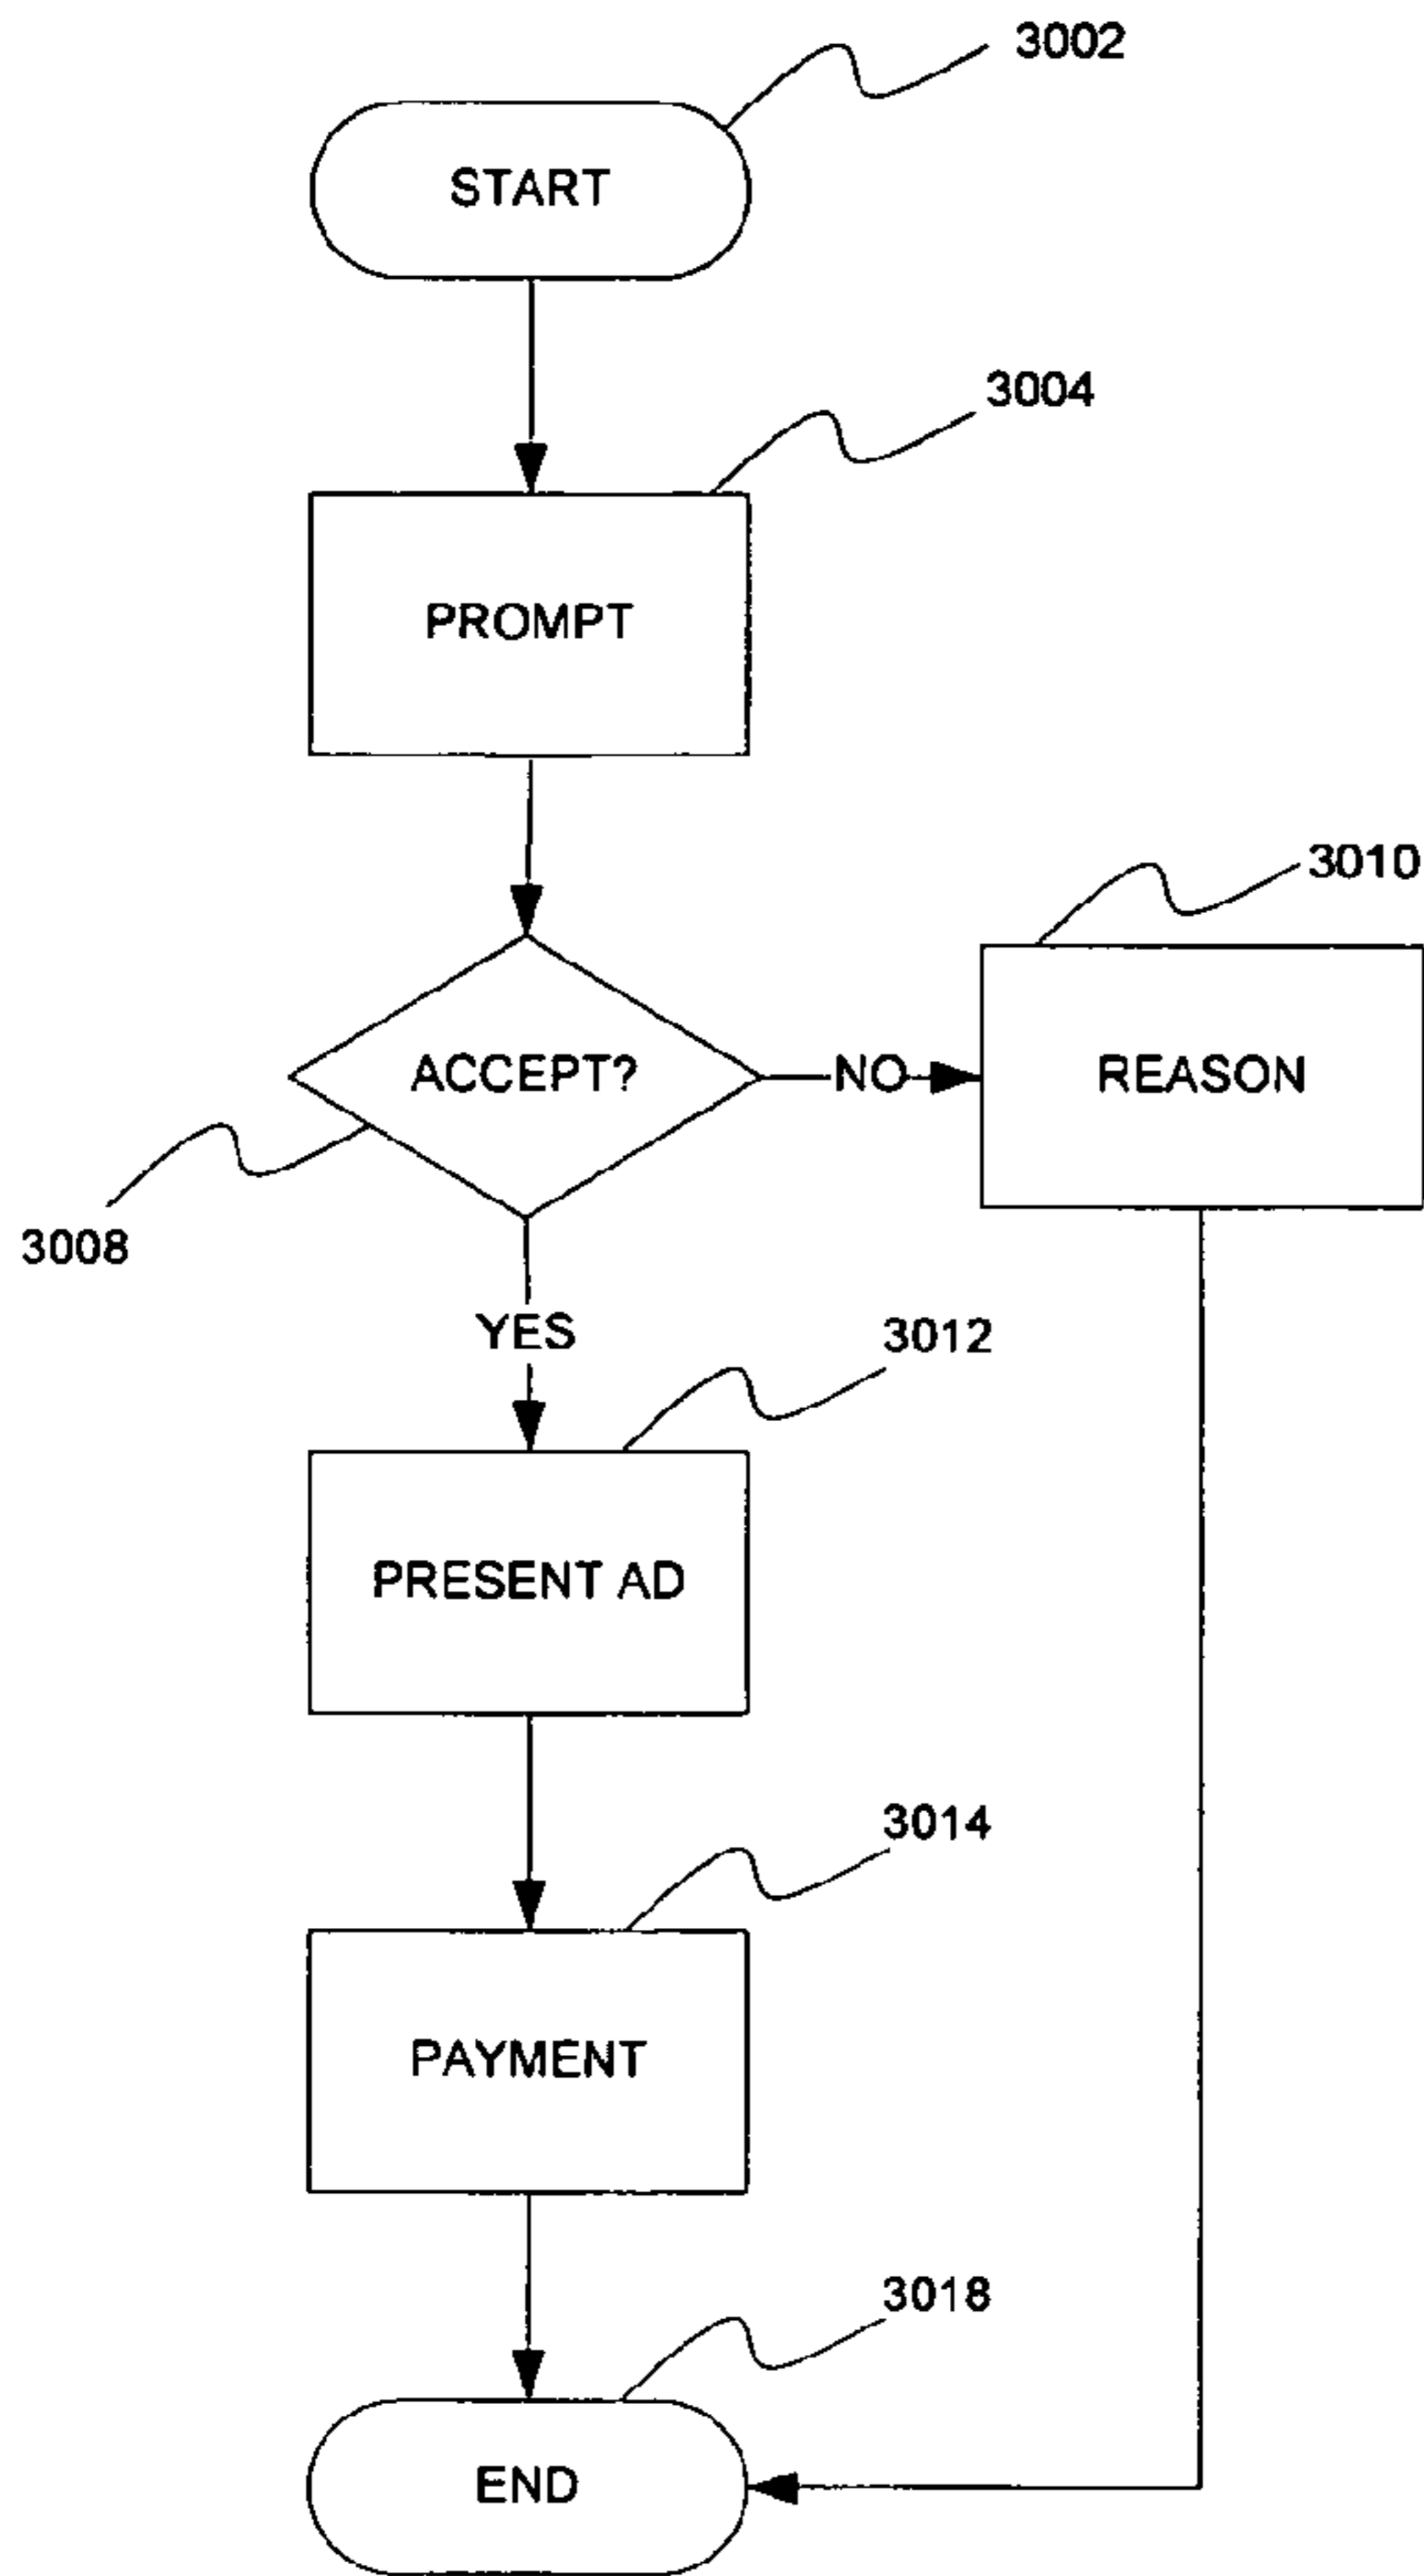 3002
START
3004
PROMPT
3010
ACCEPT?
NO
REASON
3008
YES
3012
PRESENT AD
3014
PAYMENT
3018
END